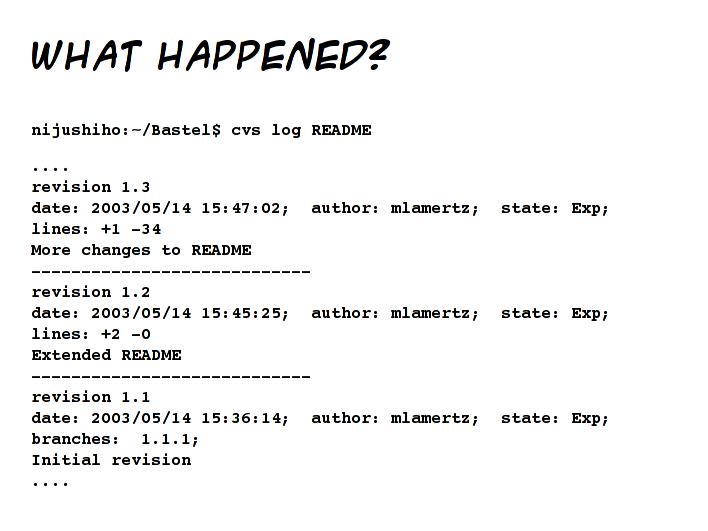 WHAT HAPPENED?
nijushiho:~/Bastel$ cvs log README
....
revision 1.3
date: 2003/05/14 15:47:02;  author: mlamertz;  state: Exp;
lines: +1 -34
More changes to README
----------------------------
revision 1.2
date: 2003/05/14 15:45:25;  author: mlamertz;  state: Exp;
lines: +2 -0
Extended README
----------------------------
revision 1.1
date: 2003/05/14 15:36:14;  author: mlamertz;  state: Exp;
branches:  1.1.1;
Initial revision
....